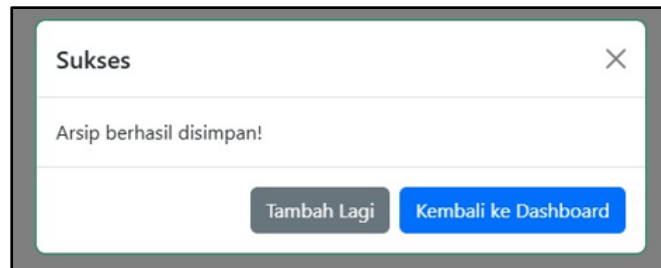 Sukses
Arsip berhasil disimpan!
Tambah Lagi Kembali ke Dashboard